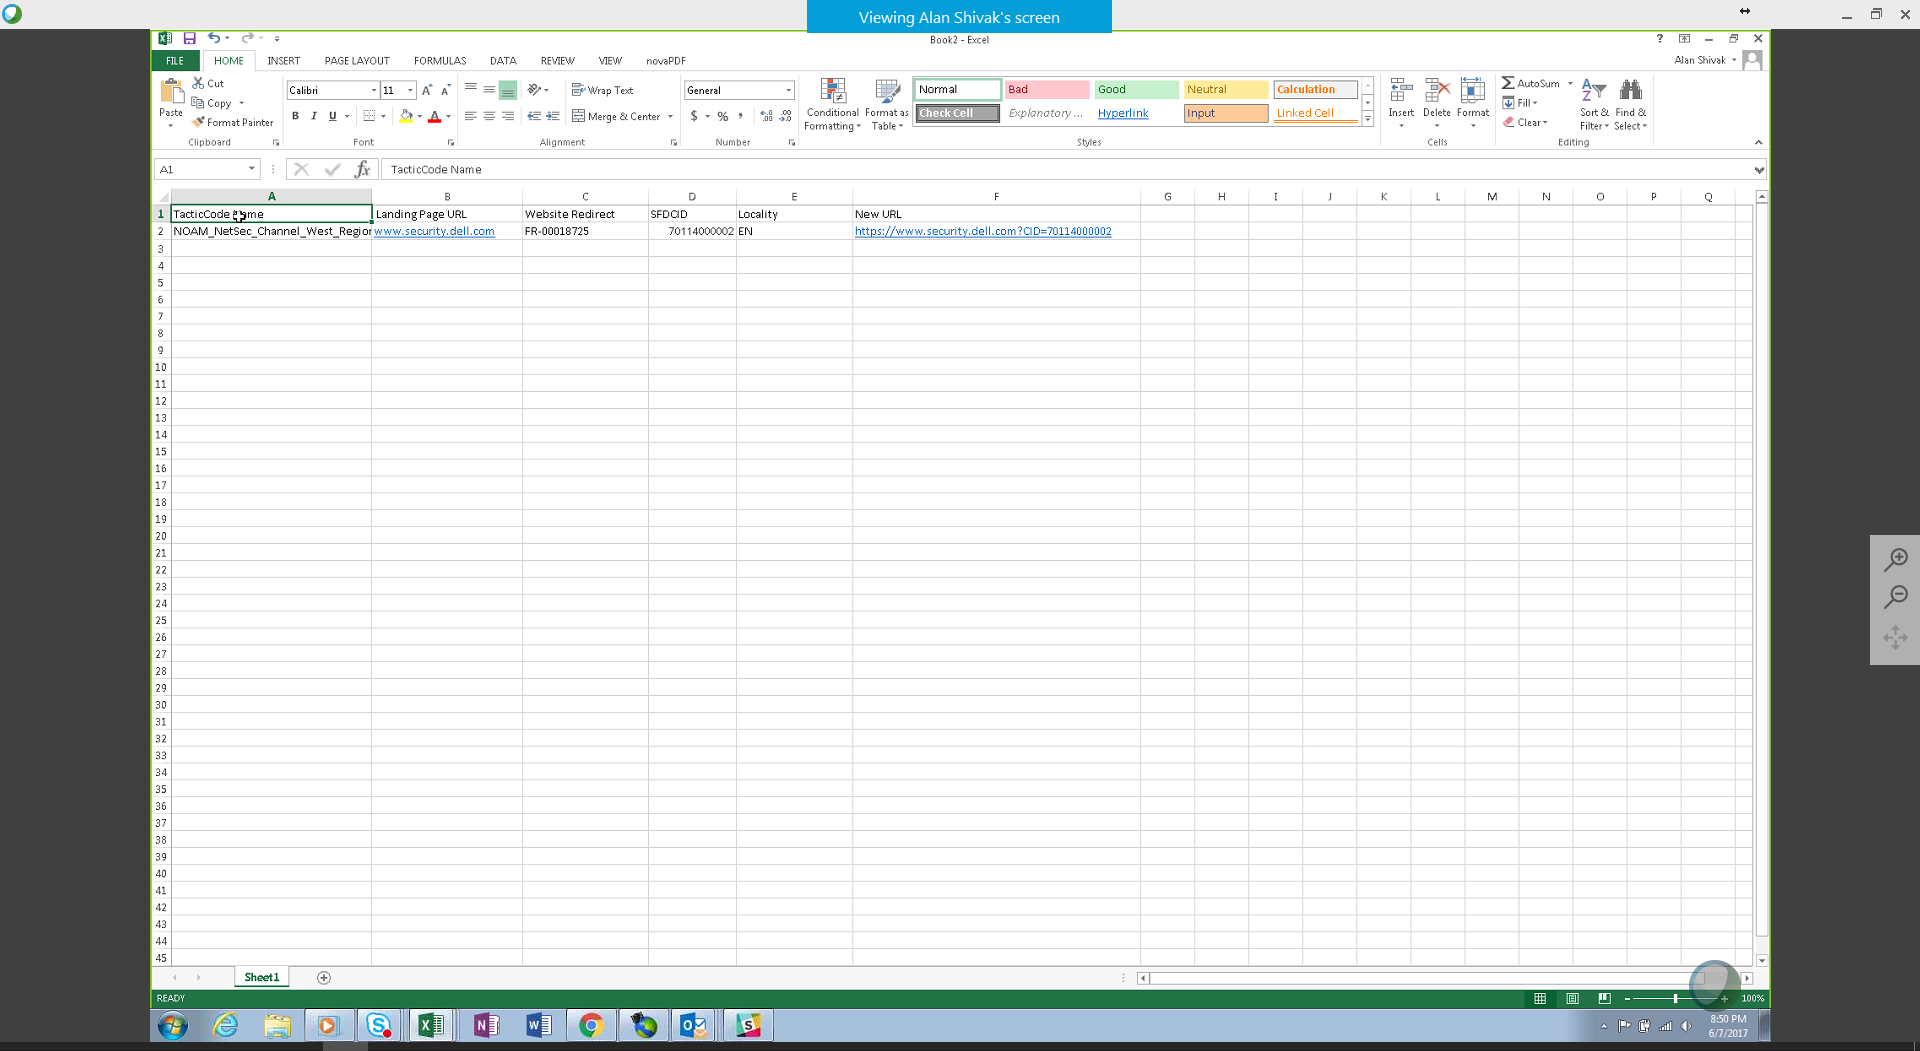 Viewing Alan Shivak's screen
Book2 - Excel
FILE HOME INSERT PAGE LAYOUT FORMULAS DATA REVIEW VIEW novaPDF
Alan Shivak
Paste Cut
Copy
Format Painter
Clipboard
Calibri 11
B I U
Font
Wrap Text
Merge & Center
Alignment
General
$ % ,
Number
Conditional Formatting
Format as Table
Normal Bad Good Neutral Calculation
Check Cell Explanatory ... Hyperlink Input Linked Cell
Styles
Insert Delete Format
Cells
AutoSum
Fill
Clear
Sort & Filter
Find & Select
Editing
A1 fx TacticCode Name
A B C D E F G H I J K L M N O P Q
1 TacticCode Landing Page URL Website Redirect SFDCID Locality New URL
2 NOAM_NetSec_Channel_West_Regior www.security.dell.com FR-00018725 70114000002 EN https://www.security.dell.com?CID=70114000002
3
4
5
6
7
8
9
10
11
12
13
14
15
16
17
18
19
20
21
22
23
24
25
26
27
28
29
30
31
32
33
34
35
36
37
38
39
40
41
42
43
44
45
Sheet1
READY
100%
8:50 PM
6/7/2017